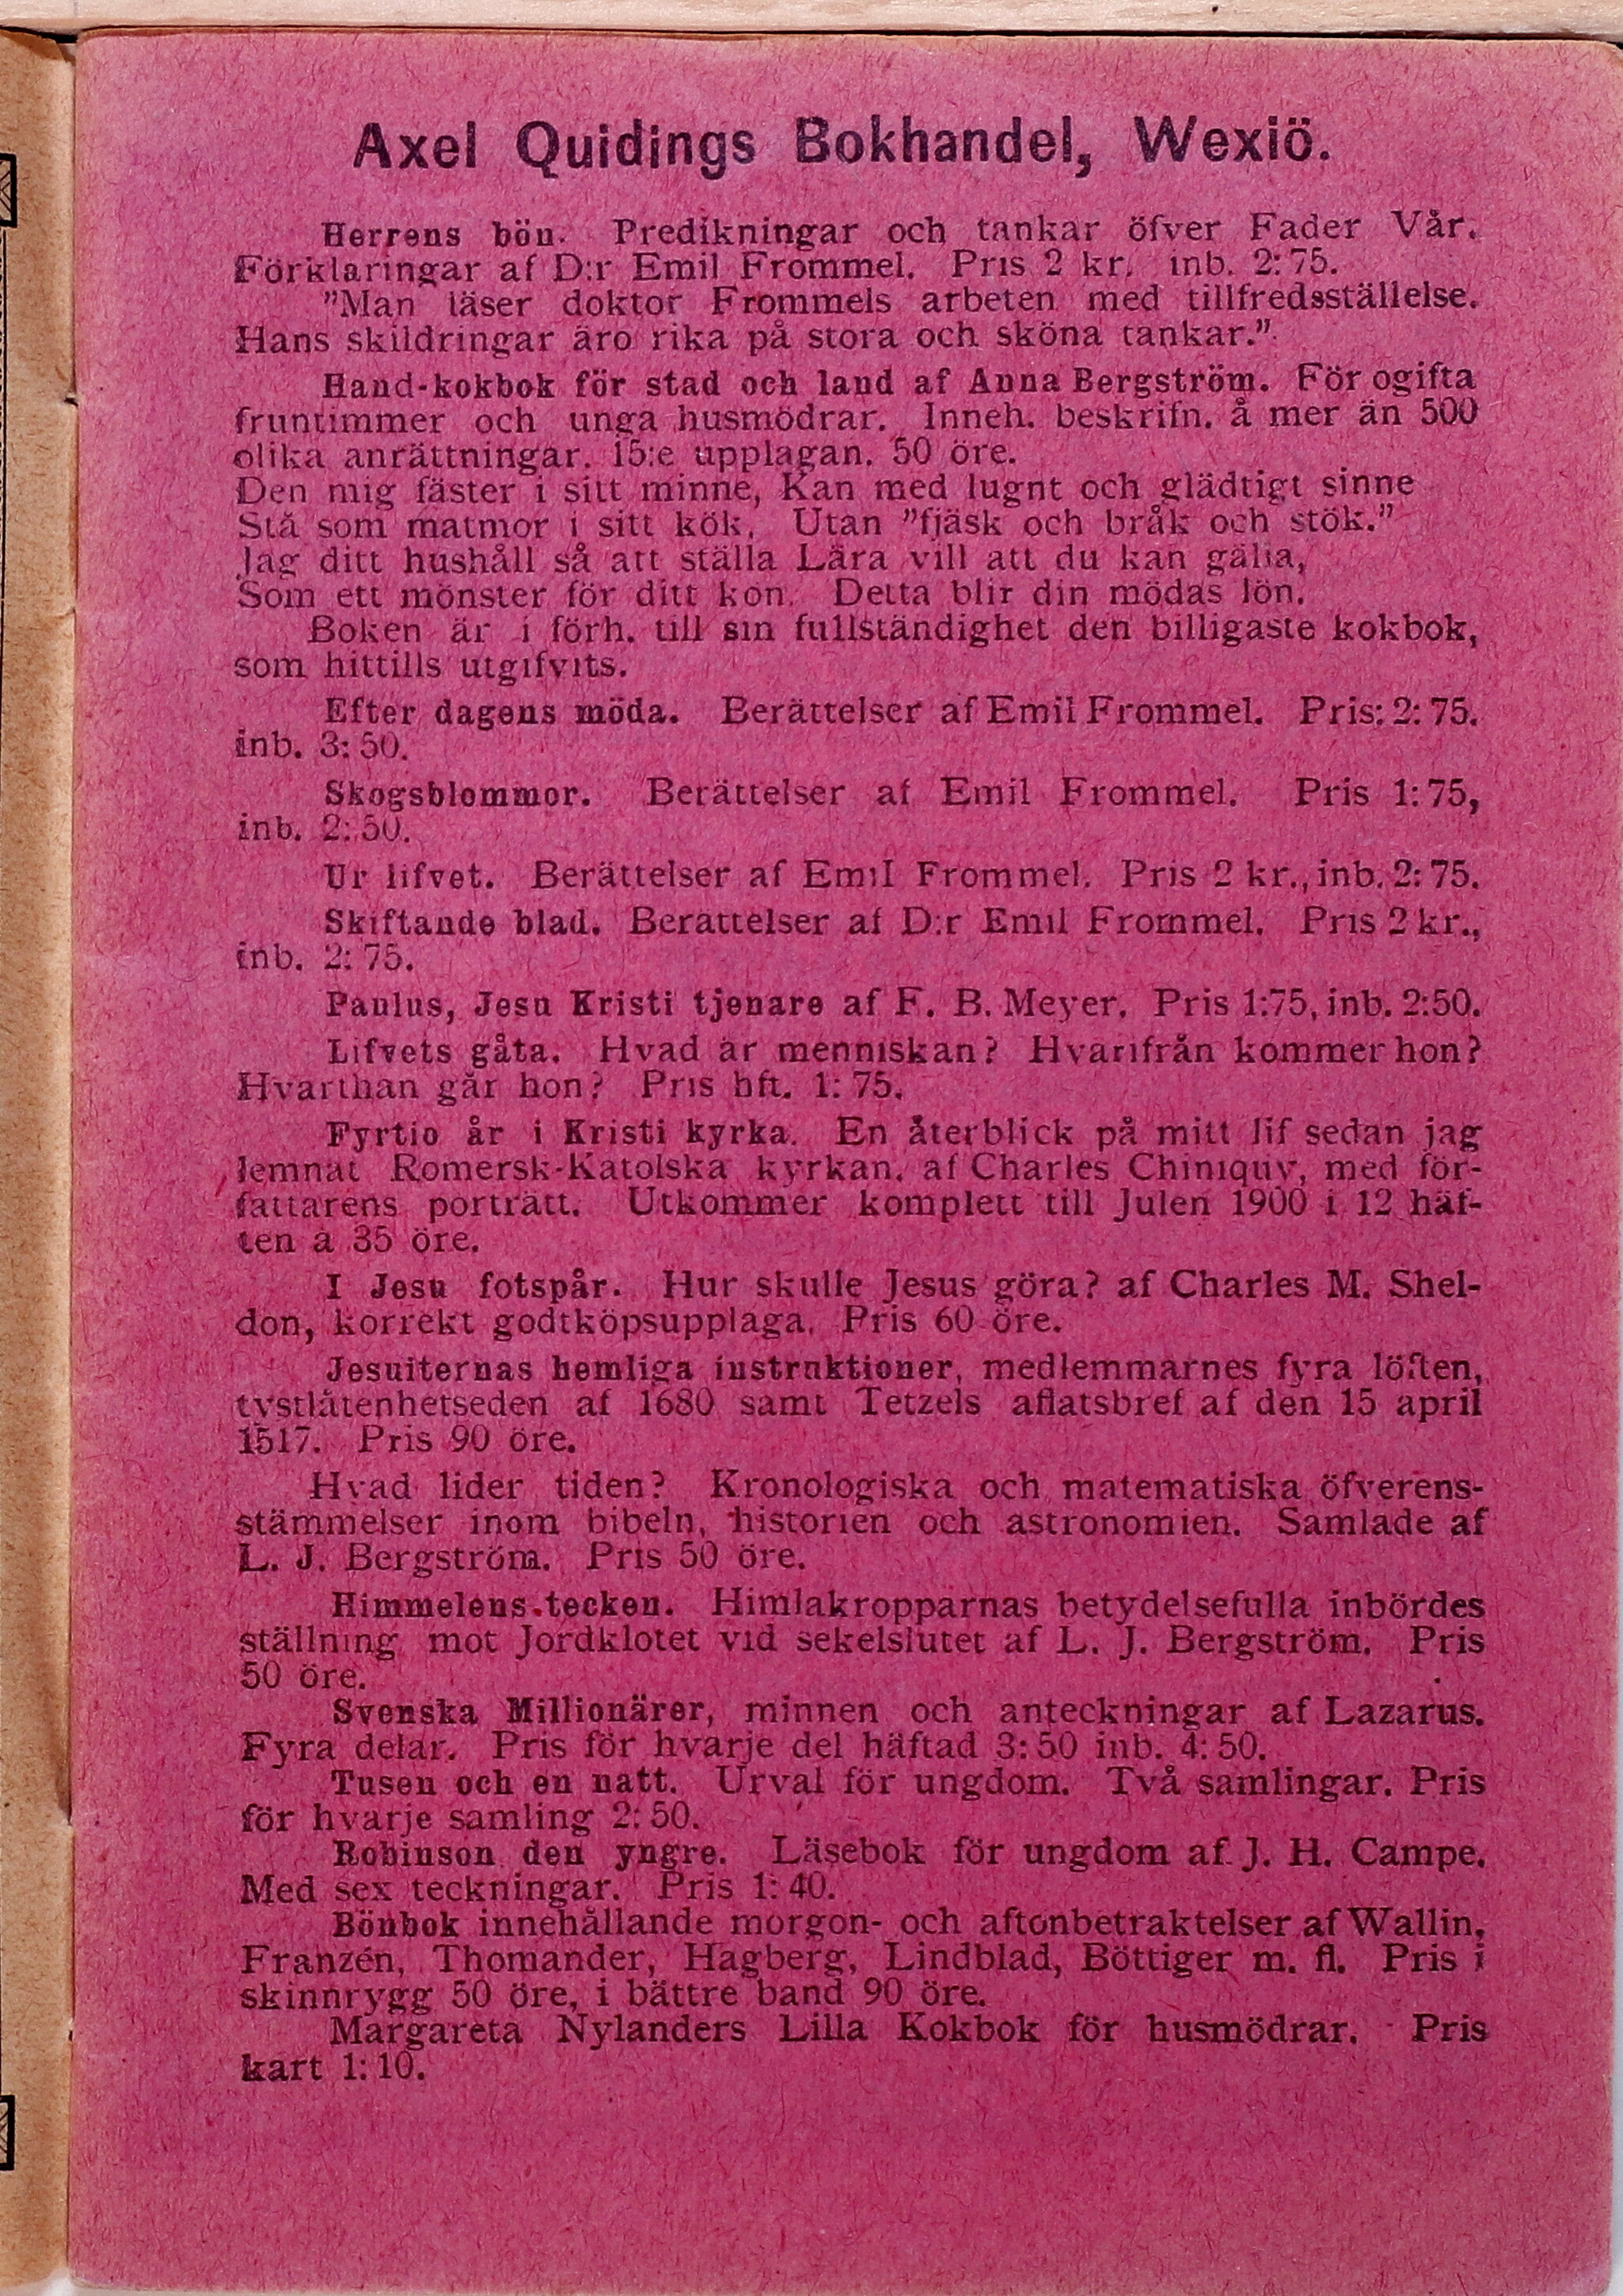 Axel Quidings Bokhandel, Wexiö.
Herrens bön. Predikningar och tankar öfver Fader Vår.
Förklaringar af D:r Emil Frommel. Pris 2 kr. inb. 2:75.
"Man läser doktor Frommels arbeten med tillfredsställelse.
Hans skildringar äro rika på stora och sköna tankar."
Hand-kokbok för stad och land af Anna Bergström. För ogifta
fruntimmer och unga husmödrar. Inneh. beskrifn. å mer än 500
olika anrättningar. 15:e upplagan. 50 öre.
Den mig fäster i sitt minne, Kan med lugnt och glädtigt sinne
Stå som matmor i sitt kök, Utan "fjäsk och bråk och stök."
Jag ditt hushåll så att ställa Lära vill att du kan gälla,
Som ett mönster för ditt kön. Detta blir din mödas lön.
Boken är i förh. till sin fullständighet den billigaste kokbok,
som hittills utgifvits.
Efter dagens möda. Berättelser af Emil Frommel. Pris: 2:75.
inb. 3:50.
Skogsblommor. Berättelser af Emil Frommel. Pris 1:75,
inb. 2:50.
Ur lifvet. Berättelser af Emil Frommel. Pris 2 kr., inb. 2:75.
Skiftande blad. Berättelser af D:r Emil Frommel. Pris 2 kr.,
inb. 2:75.
Paulus, Jesu Kristi tjenare af F. B. Meyer. Pris 1:75, inb. 2:50.
Lifvets gåta. Hvad är menniskan? Hvarifrån kommer hon?
Hvarthän går hon? Pris hft. 1:75.
Fyrtio år i Kristi kyrka. En återblick på mitt lif sedan jag
lemnat Romersk-Katolska kyrkan, af Charles Chiniquy, med för-
fattarens porträtt. Utkommer komplett till Julen 1900 i 12 häf-
ten à 35 öre.
I Jesu fotspår. Hur skulle Jesus göra? af Charles M. Shel-
don, korrekt godtköpsupplaga. Pris 60 öre.
Jesuiternas hemliga instruktioner, medlemmarnes fyra löften,
tystlåtenhetseden af 1680 samt Tetzels aflatsbref af den 15 april
1517. Pris 90 öre.
Hvad lider tiden? Kronologiska och matematiska öfverens-
stämmelser inom bibeln, historien och astronomien. Samlade af
L. J. Bergström. Pris 50 öre.
Himmelens tecken. Himlakropparnas betydelsefulla inbördes
ställning mot Jordklotet vid sekelslutet af L. J. Bergström. Pris
50 öre.
Svenska Millionärer, minnen och anteckningar af Lazarus.
Fyra delar. Pris för hvarje del häftad 3:50 inb. 4:50.
Tusen och en natt. Urval för ungdom. Två samlingar. Pris
för hvarje samling 2:50.
Robinson den yngre. Läsebok för ungdom af J. H. Campe.
Med sex teckningar. Pris 1:40.
Bönbok innehållande morgon- och aftonbetraktelser af Wallin,
Franzén, Thomander, Hagberg, Lindblad, Böttiger m. fl. Pris i
skinnrygg 50 öre, i bättre band 90 öre.
Margareta Nylanders Lilla Kokbok för husmödrar. Pris
kart 1:10.